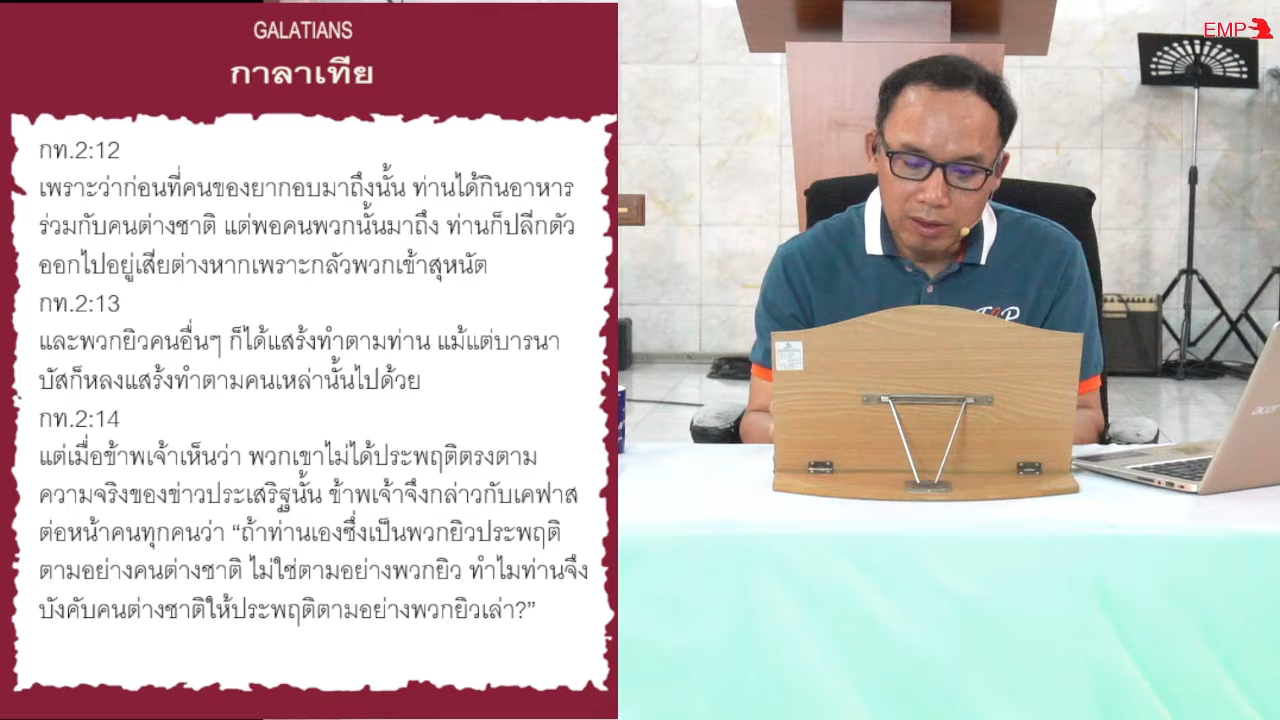 GALATIANS
กาลาเทีย
กท.2:12
เพราะว่าก่อนที่คนของยากอบมาถึงนั้น ท่านได้กินอาหาร
ร่วมกับคนต่างชาติ แต่พอคนพวกนั้นมาถึง ท่านก็ปลีกตัว
ออกไปอยู่เสียต่างหากเพราะกลัวพวกเข้าสุหนัต
กท.2:13
และพวกยิวคนอื่นๆ ก็ได้แสร้งทำตามท่าน แม้แต่บารนา
บัสก็หลงแสร้งทำตามคนเหล่านั้นไปด้วย
กท.2:14
แต่เมื่อข้าพเจ้าเห็นว่า พวกเขาไม่ได้ประพฤติตรงตาม
ความจริงของข่าวประเสริฐนั้น ข้าพเจ้าจึงกล่าวกับเคฟาส
ต่อหน้าคนทุกคนว่า “ถ้าท่านเองซึ่งเป็นพวกยิวประพฤติ
ตามอย่างคนต่างชาติ ไม่ใช่ตามอย่างพวกยิว ทำไมท่านจึง
บังคับคนต่างชาติให้ประพฤติตามอย่างพวกยิวเล่า?”
EMP
acer